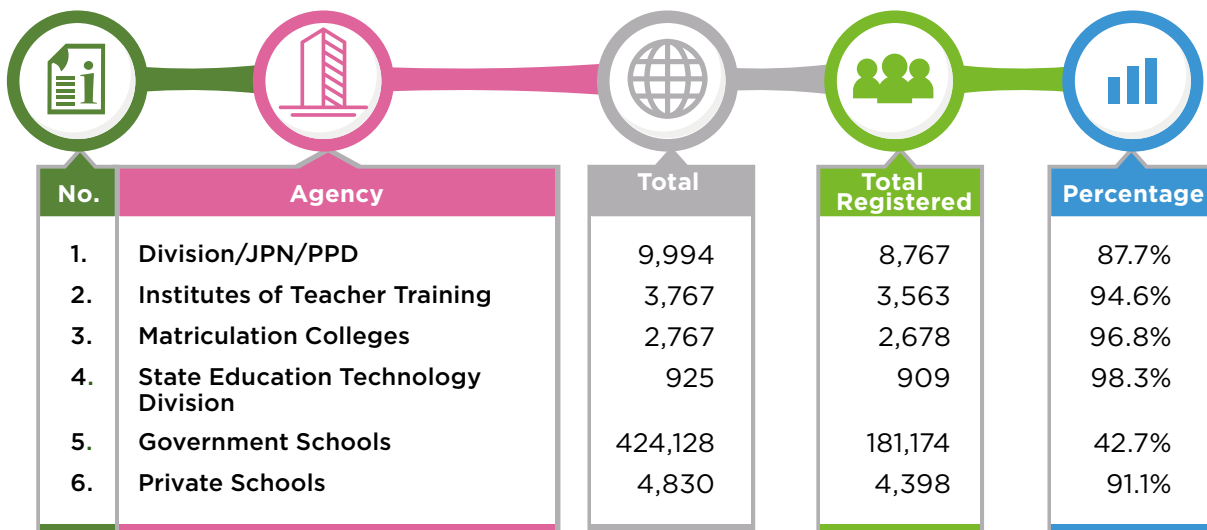 No. Agency Total Total Registered Percentage
1. Division/JPN/PPD 9,994 8,767 87.7%
2. Institutes of Teacher Training 3,767 3,563 94.6%
3. Matriculation Colleges 2,767 2,678 96.8%
4. State Education Technology 925 909 98.3%
Division
5. Government Schools 424,128 181,174 42.7%
6. Private Schools 4,830 4,398 91.1%